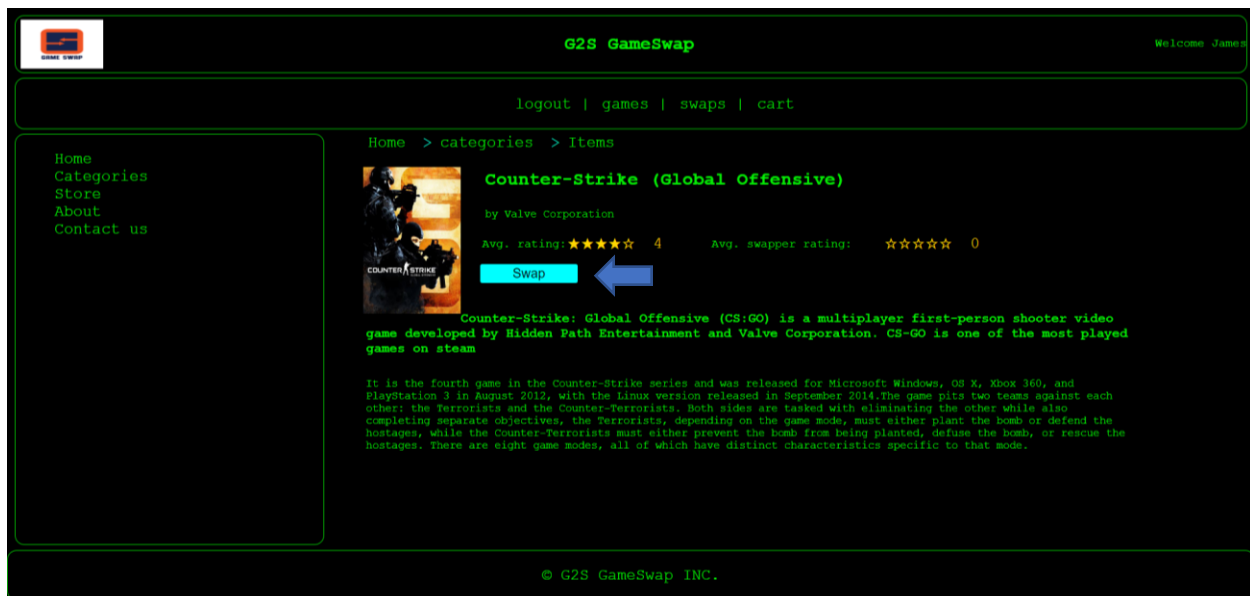 GAME SWAP
G2S GameSwap
Welcome James
logout | games | swaps | cart
Home
Categories
Store
About
Contact us
Home > categories > Items
COUNTER STRIKE
Counter-Strike (Global Offensive)
by Valve Corporation
Avg. rating:★★★★☆ 4 Avg. swapper rating: ☆☆☆☆☆ 0
Swap
Counter-Strike: Global Offensive (CS:GO) is a multiplayer first-person shooter video
game developed by Hidden Path Entertainment and Valve Corporation. CS-GO is one of the most played
games on steam
It is the fourth game in the Counter-Strike series and was released for Microsoft Windows, OS X, Xbox 360, and
PlayStation 3 in August 2012, with the Linux version released in September 2014.The game pits two teams against each
other: the Terrorists and the Counter-Terrorists. Both sides are tasked with eliminating the other while also
completing separate objectives, the Terrorists, depending on the game mode, must either plant the bomb or defend the
hostages, while the Counter-Terrorists must either prevent the bomb from being planted, defuse the bomb, or rescue the
hostages. There are eight game modes, all of which have distinct characteristics specific to that mode.
© G2S GameSwap INC.